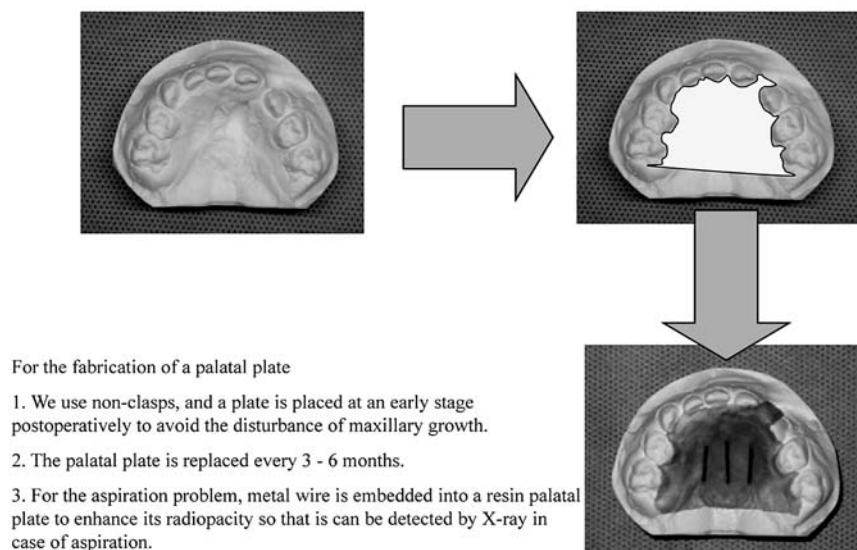 For the fabrication of a palatal plate
1. We use non-clasps, and a plate is placed at an early stage
postoperatively to avoid the disturbance of maxillary growth.
2. The palatal plate is replaced every 3 - 6 months.
3. For the aspiration problem, metal wire is embedded into a resin palatal
plate to enhance its radiopacity so that is can be detected by X-ray in
case of aspiration.